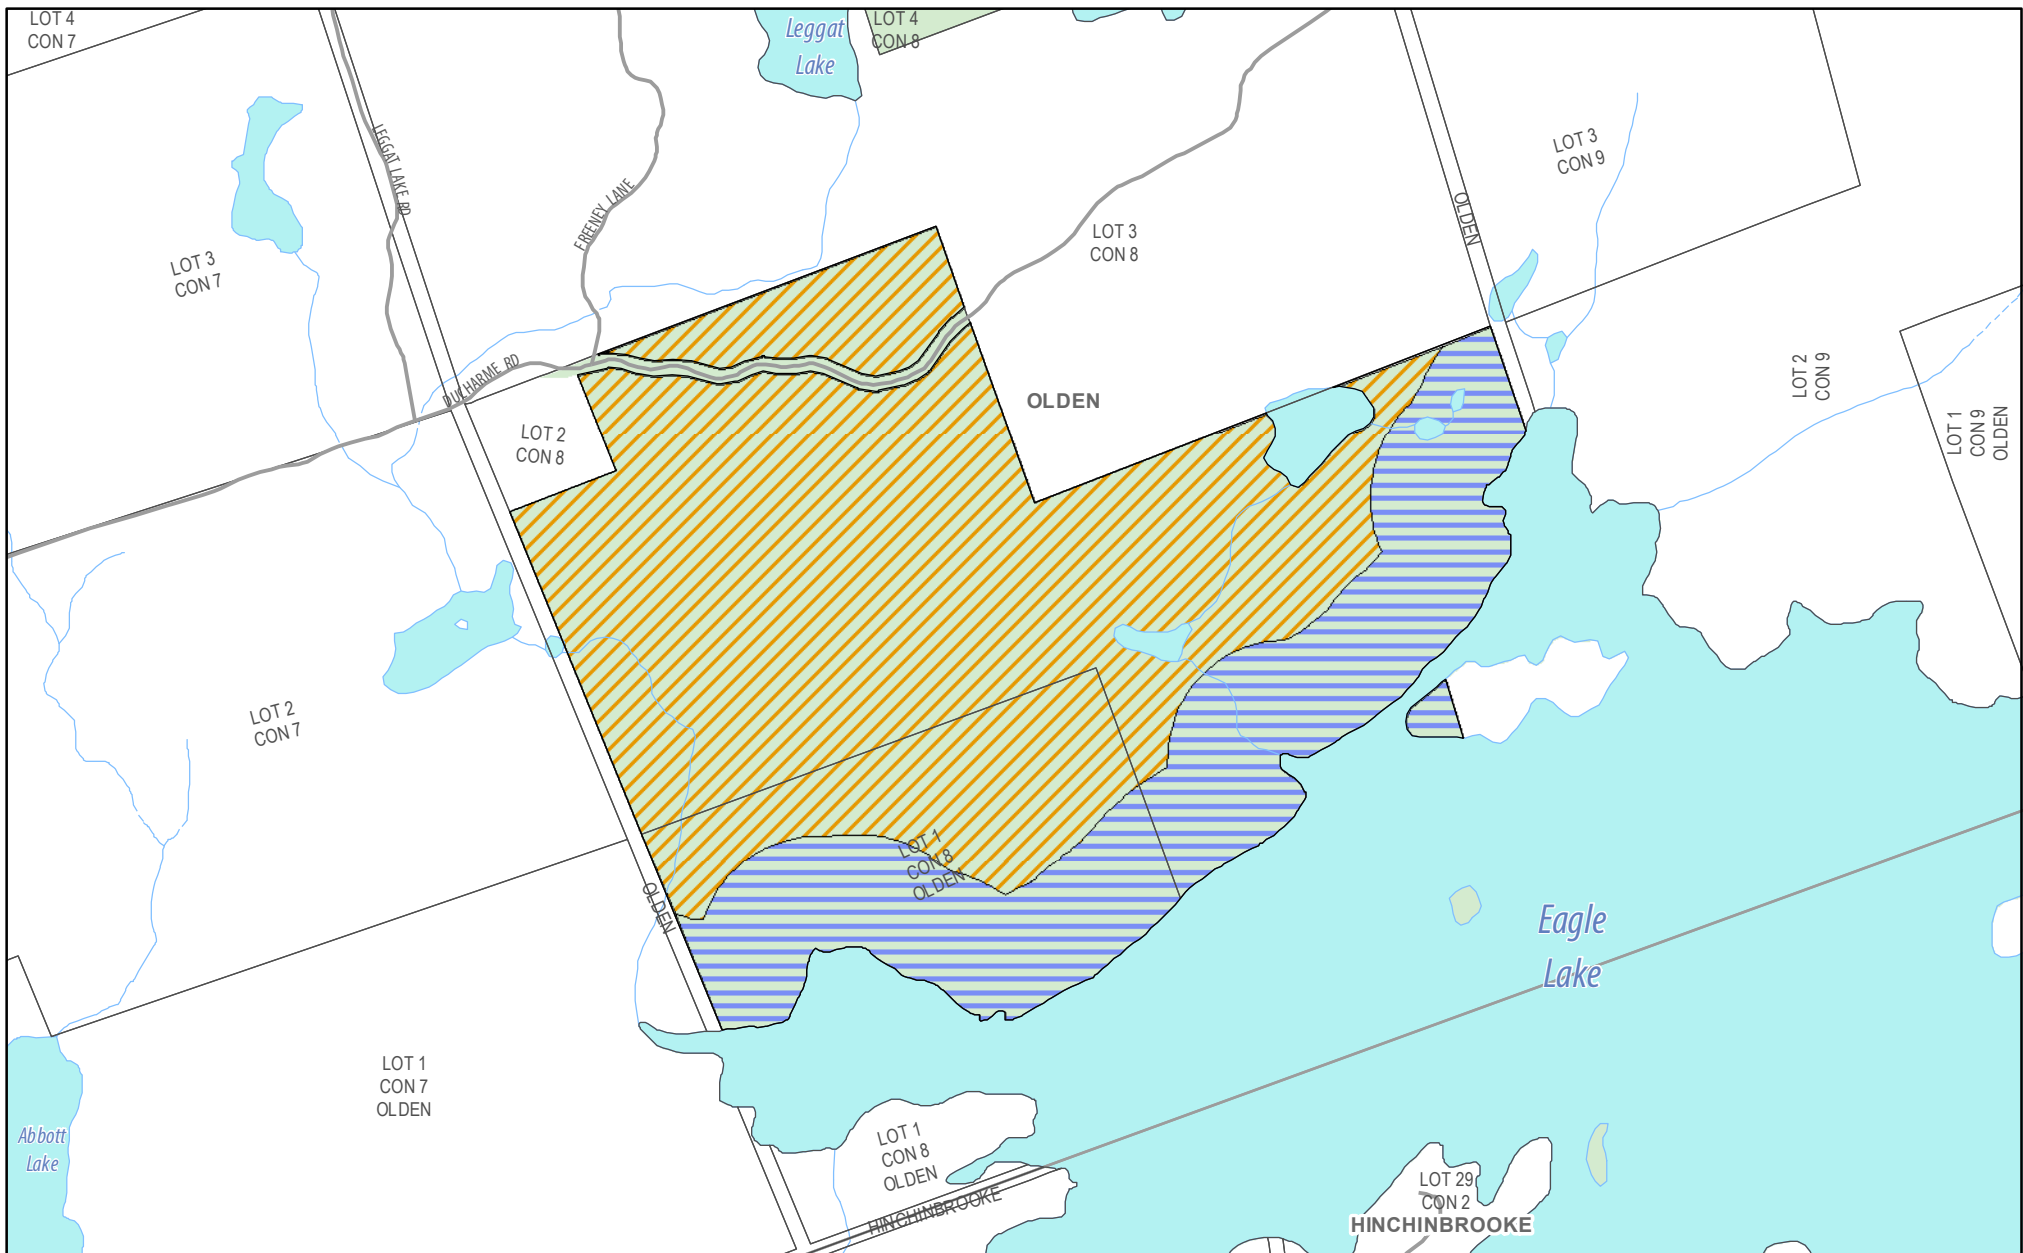 LOT 4
CON 7
Leggat
Lake
LOT 4
CON 8
LEGGAT LAKE RD
FREENEY LANE
LOT 3
CON 9
OLDEN
LOT 3
CON 8
LOT 3
CON 7
DULHARME RD
OLDEN
LOT 2
CON 8
LOT 2
CON 9
LOT 1
CON 9
OLDEN
LOT 2
CON 7
LOT 1
CON 8
OLDEN
OLDEN
Eagle
Lake
LOT 1
CON 7
OLDEN
Abbott
Lake
LOT 1
CON 8
OLDEN
HINCHINBROOKE
LOT 29
CON 2
HINCHINBROOKE